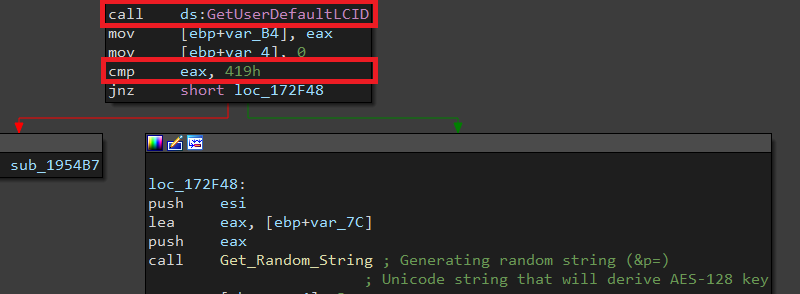 call ds:GetUserDefaultLCID
mov [ebp+var_B4], eax
mov [ebp+var_4], 0
cmp eax, 419h
jnz short loc_172F48
sub_1954B7
loc_172F48:
push esi
lea eax, [ebp+var_7C]
push eax
call Get_Random_String ; Generating random string (&p=)
; Unicode string that will derive AES-128 key